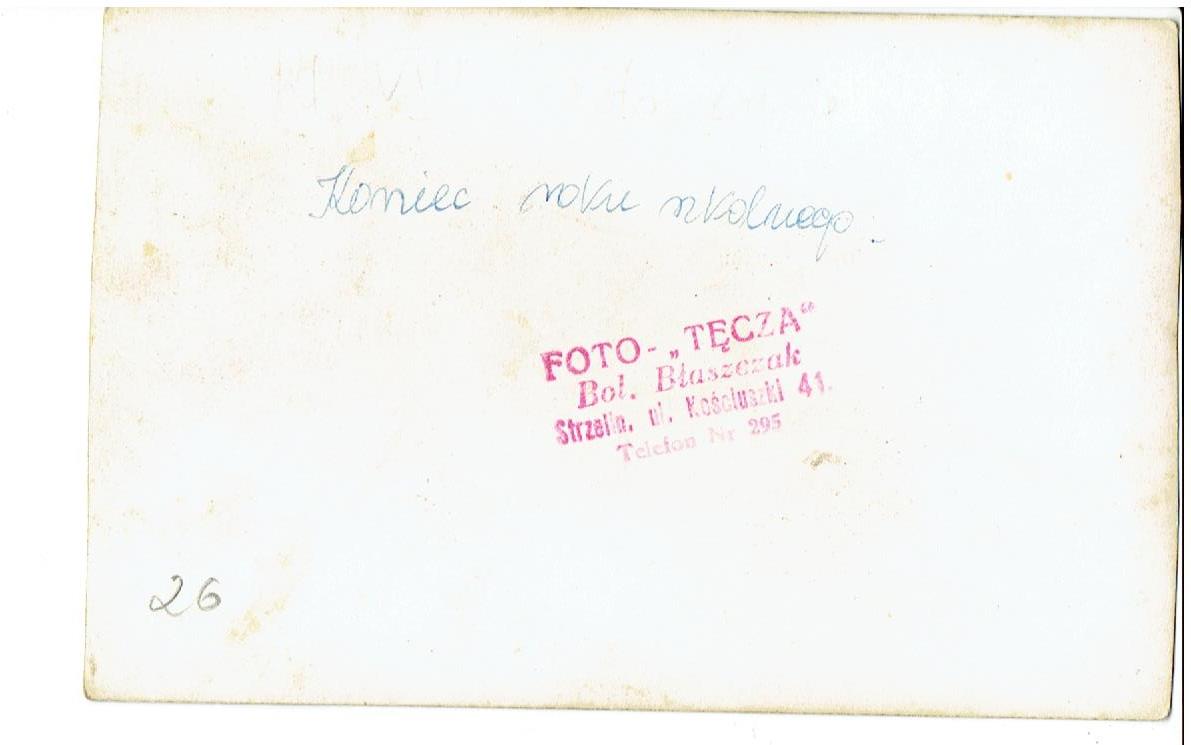 Koniec roku szkolnego.
FOTO - „TĘCZA“
Bol. Błaszczak
Strzelin, ul. Kościuszki 41.
Telefon Nr 295
26